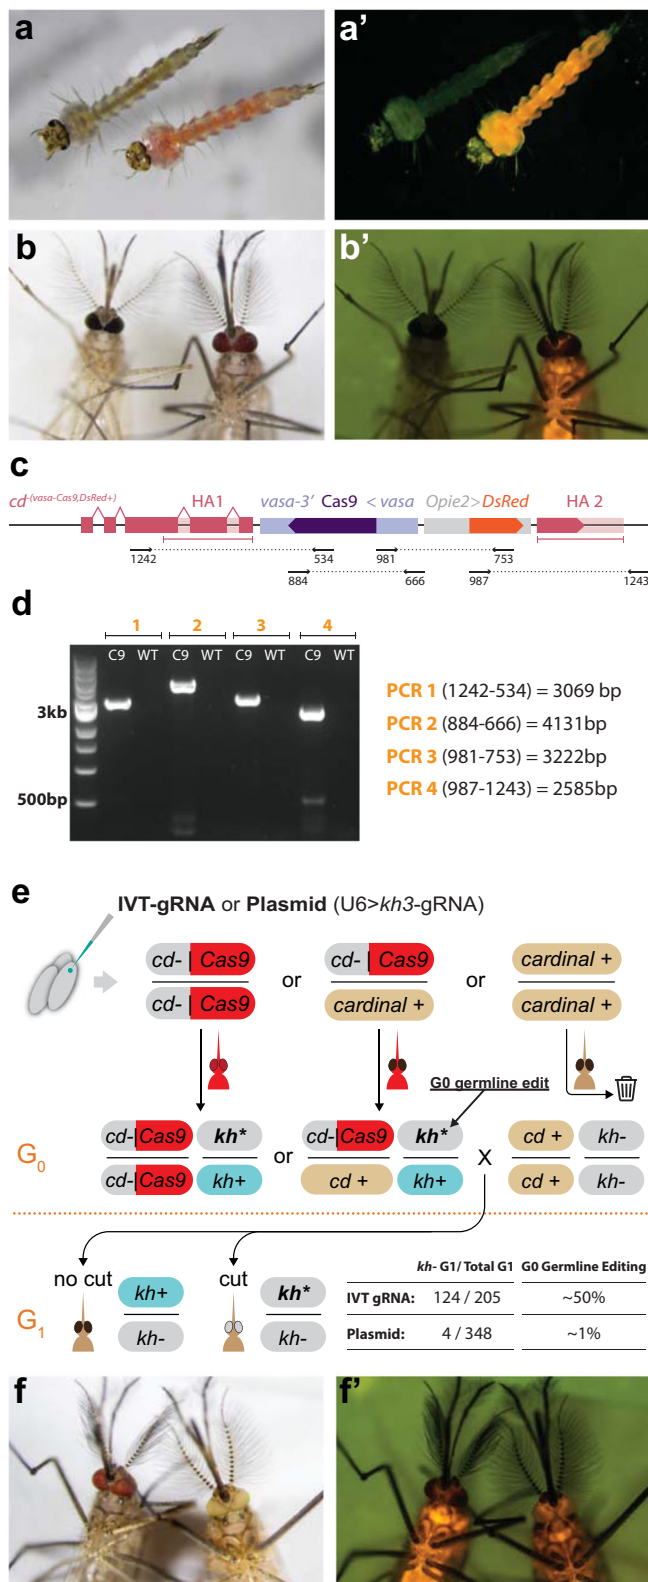 a
a'
b
b'
c
cd-(vasa-Cas9,DsRed+)
HA1
vasa-3'
Cas9
< vasa
Opie2>DsRed
HA 2
1242
534
981
753
884
666
987
1243
d
1
2
3
4
C9 WT C9 WT C9 WT C9 WT
3kb
500bp
PCR 1 (1242-534) = 3069 bp
PCR 2 (884-666) = 4131bp
PCR 3 (981-753) = 3222bp
PCR 4 (987-1243) = 2585bp
e
IVT-gRNA or Plasmid (U6>kh3-gRNA)
cd-|Cas9
cd-|Cas9
or
cd-|Cas9
cardinal +
or
cardinal +
cardinal +
G0 germline edit
G0
cd-|Cas9
kh*
cd-|Cas9
kh+
or
cd-|Cas9
kh*
cd +
kh+
X
cd +
kh-
cd +
kh-
G1
no cut
kh+
kh-
cut
kh*
kh-
kh- G1/ Total G1
G0 Germline Editing
IVT gRNA: 124 / 205 ~50%
Plasmid: 4 / 348 ~1%
f
f'